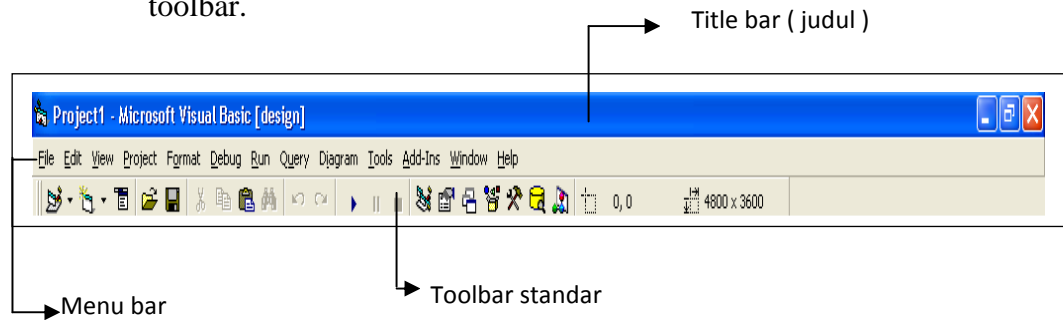 toolbar.
Title bar ( judul )
Project1 - Microsoft Visual Basic [design]
File Edit View Project Format Debug Run Query Diagram Tools Add-Ins Window Help
0, 0 4800 x 3600
Toolbar standar
Menu bar